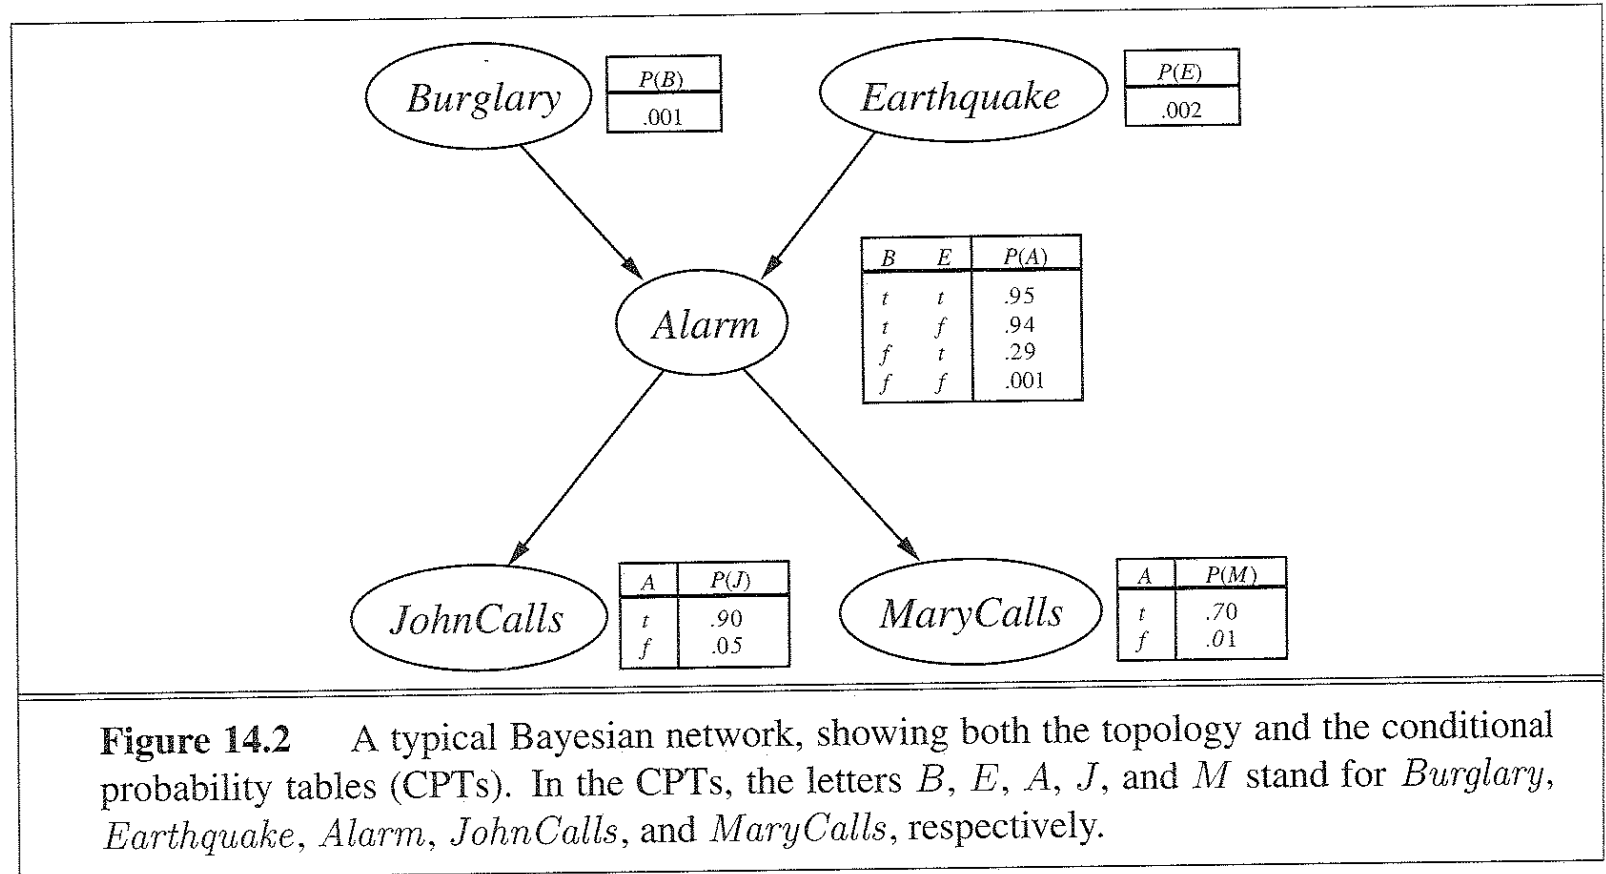 Burglary
P(B)
.001
Earthquake
P(E)
.002
Alarm
B E P(A)
t t .95
t f .94
f t .29
f f .001
JohnCalls
A P(J)
t .90
f .05
MaryCalls
A P(M)
t .70
f .01
Figure 14.2 A typical Bayesian network, showing both the topology and the conditional
probability tables (CPTs). In the CPTs, the letters B, E, A, J, and M stand for Burglary,
Earthquake, Alarm, JohnCalls, and MaryCalls, respectively.